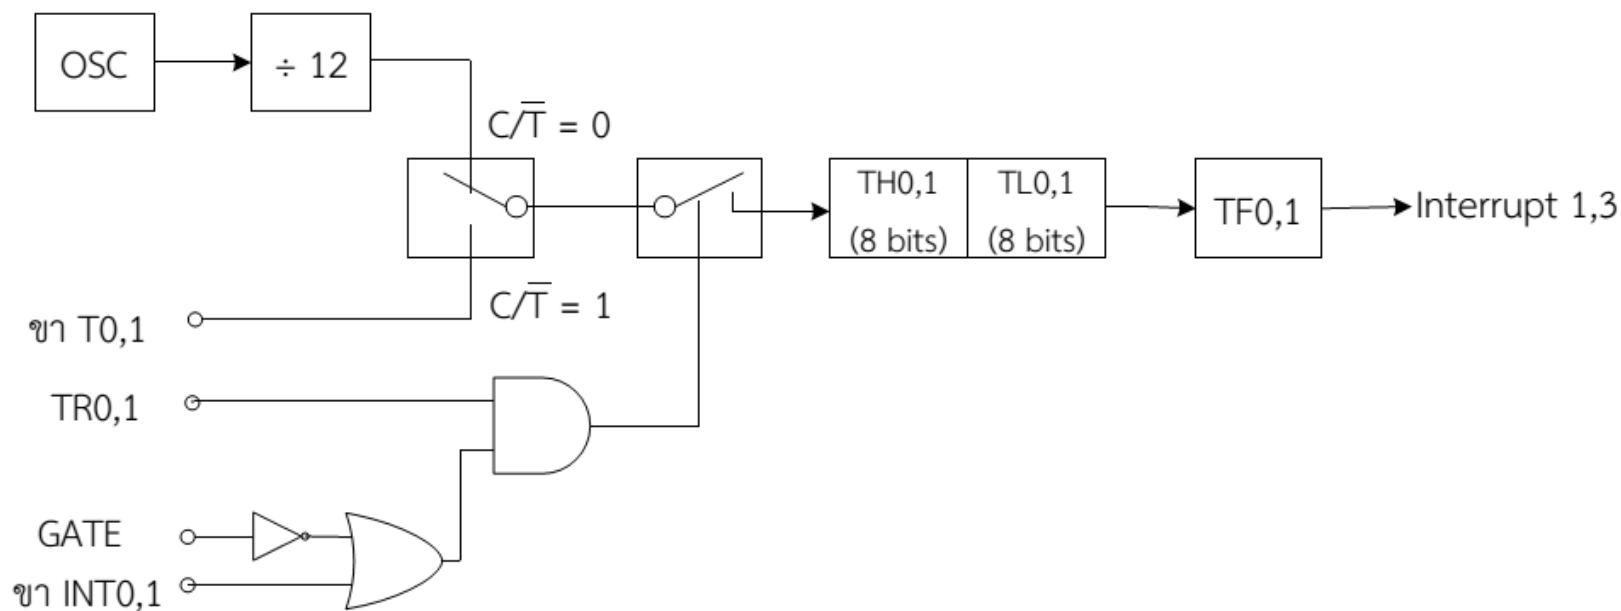 OSC
÷ 12
C/T̅ = 0
TH0,1
(8 bits)
TL0,1
(8 bits)
TF0,1
Interrupt 1,3
C/T̅ = 1
ขา T0,1
TR0,1
GATE
ขา INT0,1